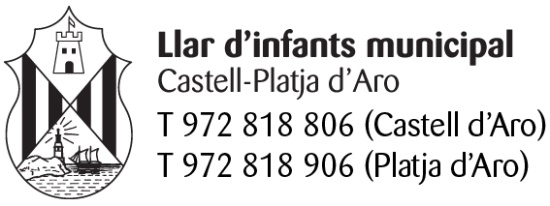 Llar d'infants municipal
Castell-Platja d'Aro
T 972 818 806 (Castell d'Aro)
T 972 818 906 (Platja d'Aro)